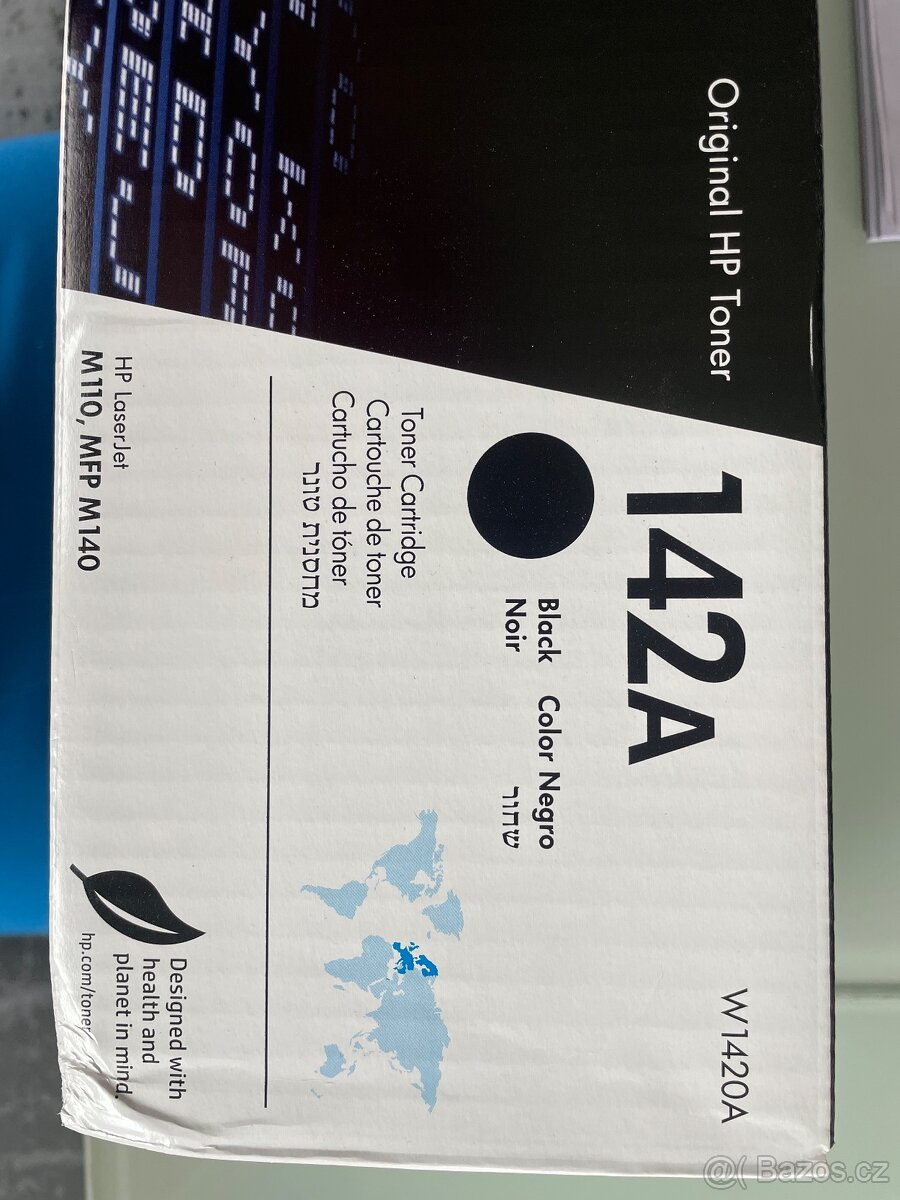 Original HP Toner
142A
W1420A
Black Color Negro
Noir שחור
Toner Cartridge
Cartouche de toner
Cartucho de tóner
מחסנית טונר
HP LaserJet
M110, MFP M140
Designed with
health and
planet in mind.
hp.com/toner
@( Bazos.cz